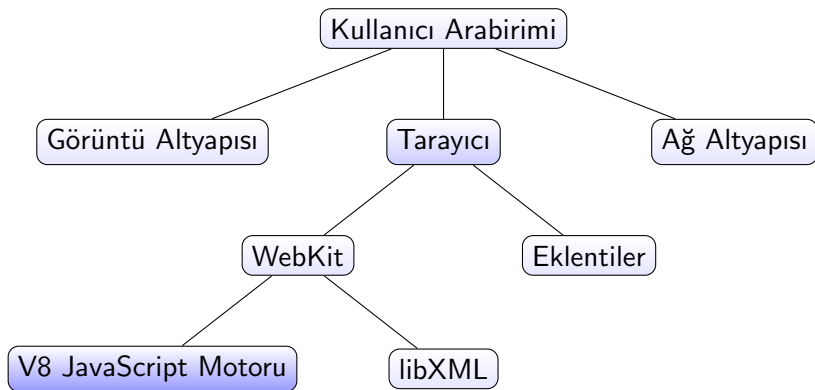 Kullanıcı Arabirimi
Görüntü Altyapısı
Tarayıcı
Ağ Altyapısı
WebKit
Eklentiler
V8 JavaScript Motoru
libXML